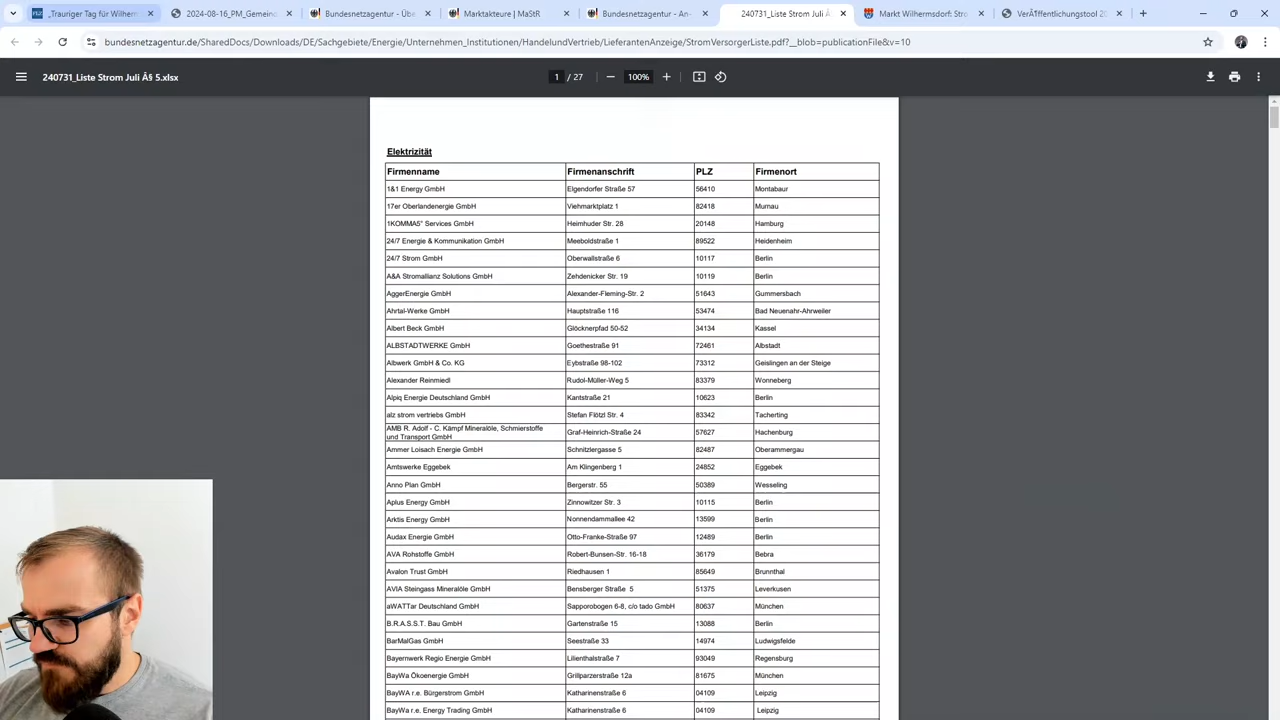 „Trauriger Tag für Wilherm
2024-08-16_PM_Gemein
Bundesnetzagentur - Übe
Marktakteure | MaStR
Bundesnetzagentur - An
240731_Liste Strom Juli Â
Markt Wilhermsdorf: Stro
VerÃffentlichungstool 2
bundesnetzagentur.de/SharedDocs/Downloads/DE/Sachgebiete/Energie/Unternehmen_Institutionen/HandelundVertrieb/LieferantenAnzeige/StromVersorgerListe.pdf?__blob=publicationFile&v=10
240731_Liste Strom Juli Â§ 5.xlsx
1 / 27
100%
Elektrizität
Firmenname Firmenanschrift PLZ Firmenort
1&1 Energy GmbH Elgendorfer Straße 57 56410 Montabaur
17er Oberlandenergie GmbH Viehmarktplatz 1 82418 Murnau
1KOMMA5° Services GmbH Heimhuder Str. 28 20148 Hamburg
24/7 Energie & Kommunikation GmbH Meeboldstraße 1 89522 Heidenheim
24/7 Strom GmbH Oberwallstraße 6 10117 Berlin
A&A Stromallianz Solutions GmbH Zehdenicker Str. 19 10119 Berlin
AggerEnergie GmbH Alexander-Fleming-Str. 2 51643 Gummersbach
Ahrtal-Werke GmbH Hauptstraße 116 53474 Bad Neuenahr-Ahrweiler
Albert Beck GmbH Glöcknerpfad 50-52 34134 Kassel
ALBSTADTWERKE GmbH Goethestraße 91 72461 Albstadt
Albwerk GmbH & Co. KG Eybstraße 98-102 73312 Geislingen an der Steige
Alexander Reinmiedl Rudol-Müller-Weg 5 83379 Wonneberg
Alpiq Energie Deutschland GmbH Kantstraße 21 10623 Berlin
alz strom vertriebs GmbH Stefan Flötzl Str. 4 83342 Tacherting
AMB R. Adolf - C. Kämpf Mineralöle, Schmierstoffe
und Transport GmbH Graf-Heinrich-Straße 24 57627 Hachenburg
Ammer Loisach Energie GmbH Schnitzlergasse 5 82487 Oberammergau
Amtswerke Eggebek Am Klingenberg 1 24852 Eggebek
Anno Plan GmbH Bergerstr. 55 50389 Wesseling
Aplus Energy GmbH Zinnowitzer Str. 3 10115 Berlin
Arktis Energy GmbH Nonnendammallee 42 13599 Berlin
Audax Energie GmbH Otto-Franke-Straße 97 12489 Berlin
AVA Rohstoffe GmbH Robert-Bunsen-Str. 16-18 36179 Bebra
Avalon Trust GmbH Riedhausen 1 85649 Brunnthal
AVIA Steingass Mineralöle GmbH Bensberger Straße 5 51375 Leverkusen
aWATTar Deutschland GmbH Sapporobogen 6-8, c/o tado GmbH 80637 München
B.R.A.S.S.T. Bau GmbH Gartenstraße 15 13088 Berlin
BarMalGas GmbH Seestraße 33 14974 Ludwigsfelde
Bayernwerk Regio Energie GmbH Lilienthalstraße 7 93049 Regensburg
BayWa Ökoenergie GmbH Grillparzerstraße 12a 81675 München
BayWA r.e. Bürgerstrom GmbH Katharinenstraße 6 04109 Leipzig
BayWa r.e. Energy Trading GmbH Katharinenstraße 6 04109 Leipzig